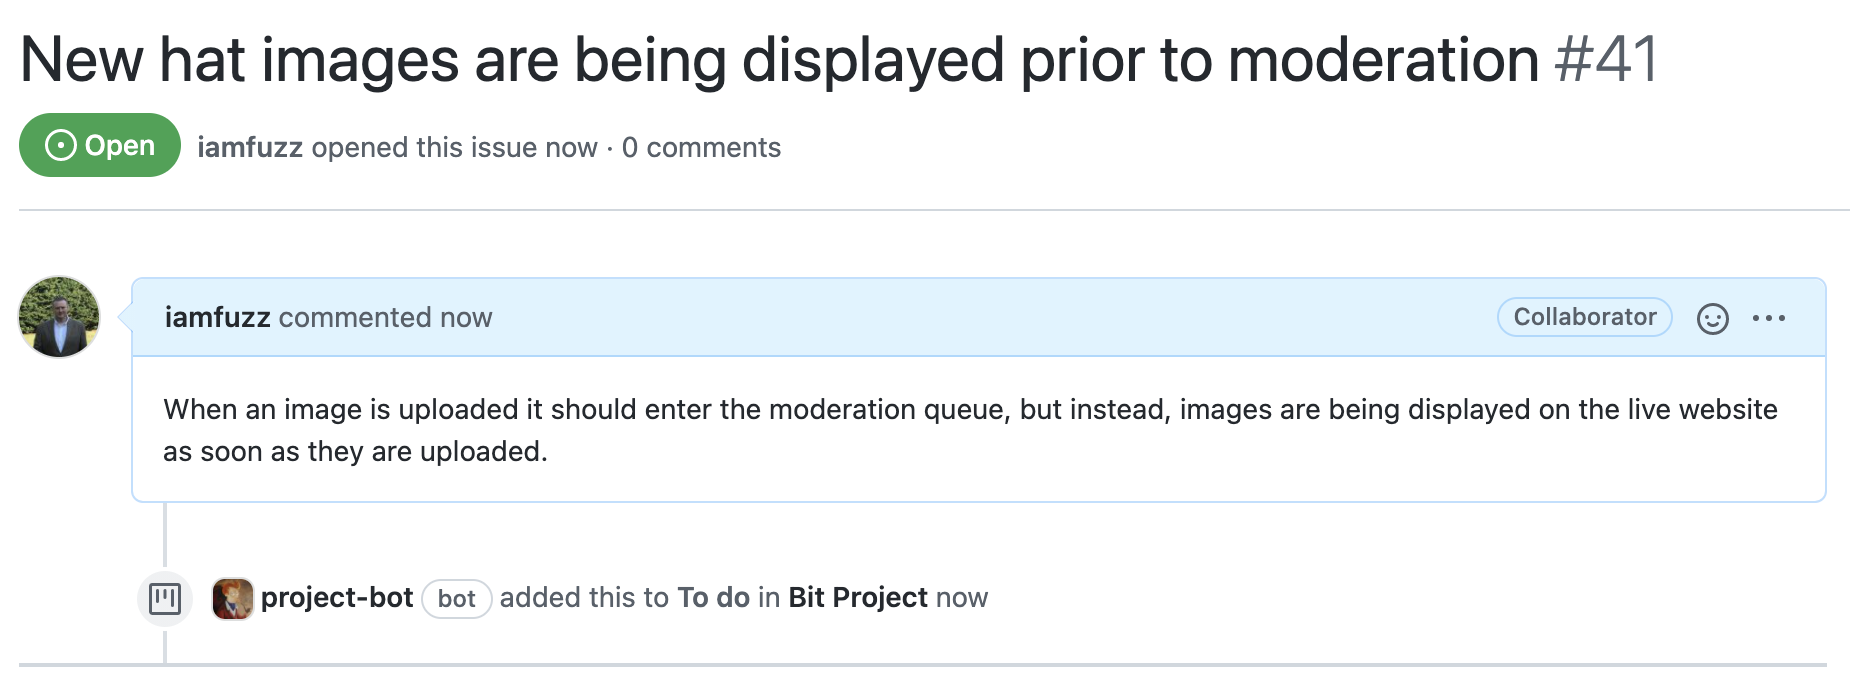 New hat images are being displayed prior to moderation #41
Open iamfuzz opened this issue now · 0 comments
iamfuzz commented now Collaborator
When an image is uploaded it should enter the moderation queue, but instead, images are being displayed on the live website
as soon as they are uploaded.
project-bot bot added this to To do in Bit Project now